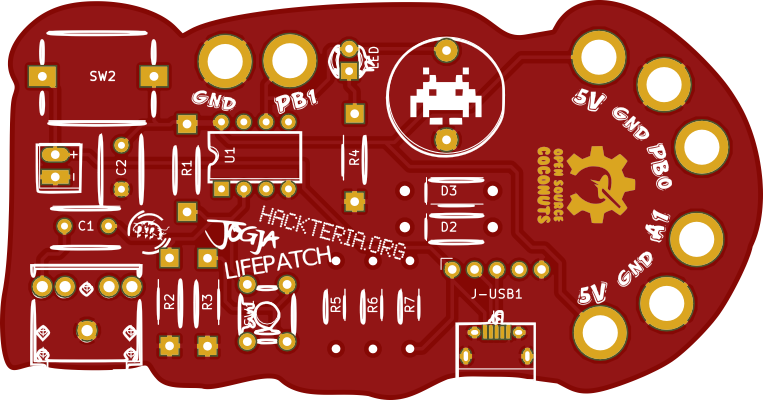 SW2
GND
PB1
LED
5V
GND
PB0
A1
GND
5V
+
-
C2
R1
U1
R4
D3
D2
OPEN SOURCE
COCONUTS
C1
JOGJA
HACKTERIA.ORG
LIFEPATCH
R2
R3
SW1
R5
R6
R7
J-USB1